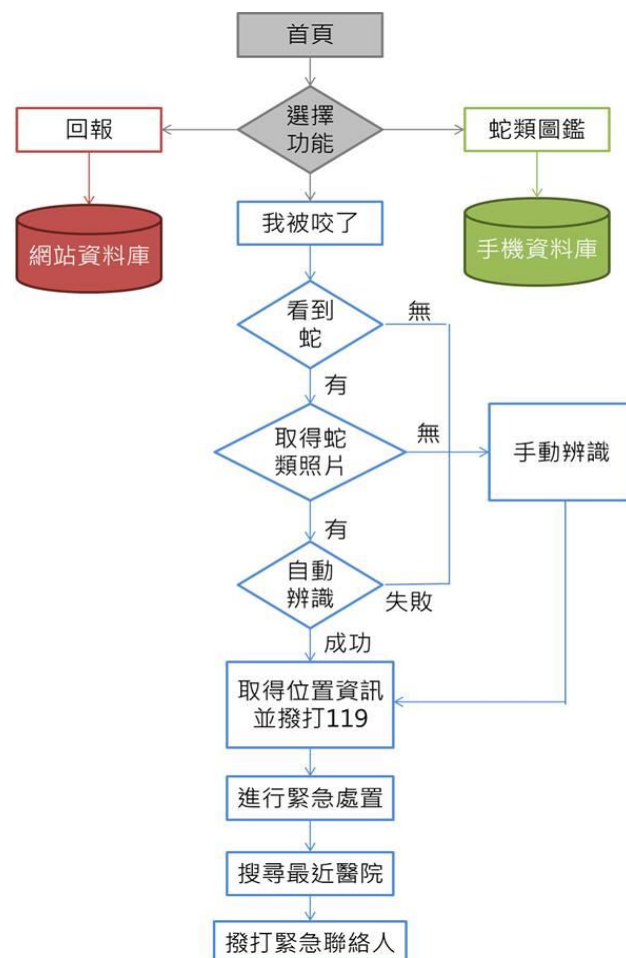 首頁
選擇
功能
回報
蛇類圖鑑
網站資料庫
手機資料庫
我被咬了
看到
蛇
無
有
取得蛇
類照片
無
手動辨識
有
自動
辨識
失敗
成功
取得位置資訊
並撥打119
進行緊急處置
搜尋最近醫院
撥打緊急聯絡人